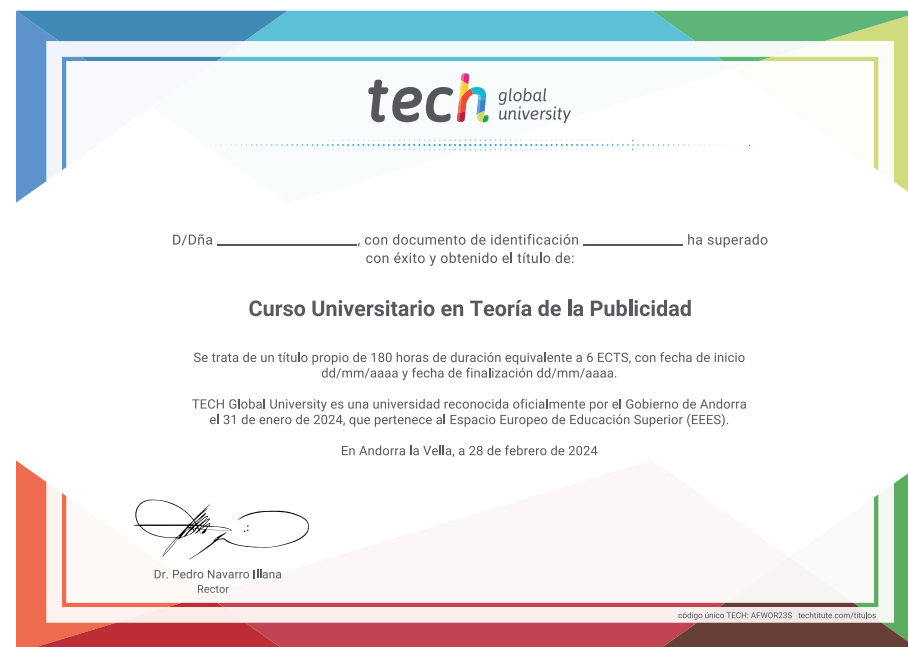 tech global
university
D/Dña ____________________, con documento de identificación ______________ ha superado
con éxito y obtenido el título de:
Curso Universitario en Teoría de la Publicidad
Se trata de un título propio de 180 horas de duración equivalente a 6 ECTS, con fecha de inicio
dd/mm/aaaa y fecha de finalización dd/mm/aaaa.
TECH Global University es una universidad reconocida oficialmente por el Gobierno de Andorra
el 31 de enero de 2024, que pertenece al Espacio Europeo de Educación Superior (EEES).
En Andorra la Vella, a 28 de febrero de 2024
Dr. Pedro Navarro Illana
Rector
código único TECH: AFWOR23S techtitute.com/titulos